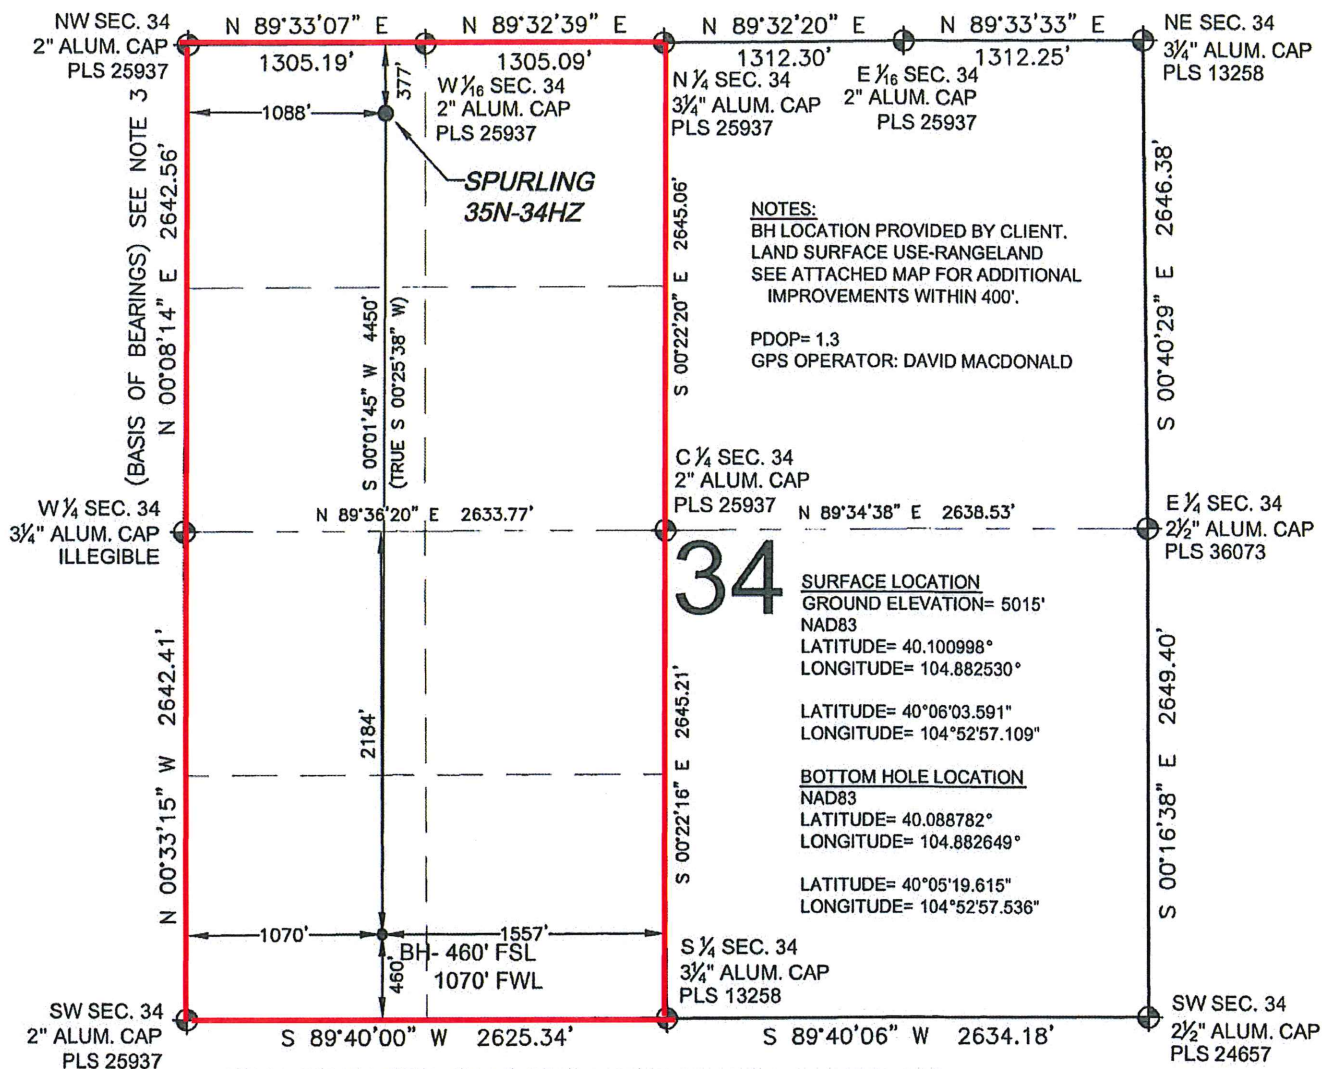 NW SEC. 34
2" ALUM. CAP
PLS 25937
N 89°33'07" E
1305.19'
N 89°32'39" E
1305.09'
N 89°32'20" E
1312.30'
N 89°33'33" E
1312.25'
NE SEC. 34
3¼" ALUM. CAP
PLS 13258
377'
1088'
W 1⁄16 SEC. 34
2" ALUM. CAP
PLS 25937
N ¼ SEC. 34
3¼" ALUM. CAP
PLS 25937
E 1⁄16 SEC. 34
2" ALUM. CAP
PLS 25937
SPURLING
35N-34HZ
(BASIS OF BEARINGS) SEE NOTE 3
N 00°08'14" E 2642.56'
S 00°01'45" W 4450'
(TRUE S 00°25'38" W)
S 00°22'20" E 2645.06'
NOTES:
BH LOCATION PROVIDED BY CLIENT.
LAND SURFACE USE-RANGELAND
SEE ATTACHED MAP FOR ADDITIONAL
IMPROVEMENTS WITHIN 400'.
PDOP= 1.3
GPS OPERATOR: DAVID MACDONALD
S 00°40'29" E 2646.38'
W ¼ SEC. 34
3¼" ALUM. CAP
ILLEGIBLE
N 89°36'20" E 2633.77'
C ¼ SEC. 34
2" ALUM. CAP
PLS 25937
N 89°34'38" E 2638.53'
E ¼ SEC. 34
2½" ALUM. CAP
PLS 36073
34
SURFACE LOCATION
GROUND ELEVATION= 5015'
NAD83
LATITUDE= 40.100998°
LONGITUDE= 104.882530°
LATITUDE= 40°06'03.591"
LONGITUDE= 104°52'57.109"
BOTTOM HOLE LOCATION
NAD83
LATITUDE= 40.088782°
LONGITUDE= 104.882649°
LATITUDE= 40°05'19.615"
LONGITUDE= 104°52'57.536"
N 00°33'15" W 2642.41'
2184'
S 00°22'16" E 2645.21'
S 00°16'38" E 2649.40'
1070'
1557'
BH- 460' FSL
1070' FWL
460'
S ¼ SEC. 34
3¼" ALUM. CAP
PLS 13258
SW SEC. 34
2" ALUM. CAP
PLS 25937
S 89°40'00" W 2625.34'
S 89°40'06" W 2634.18'
SW SEC. 34
2½" ALUM. CAP
PLS 24657